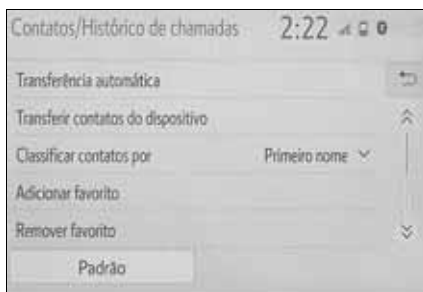 Contatos/Histórico de chamadas 2:22
Transferência automática
Transferir contatos do dispositivo
Classificar contatos por Primeiro nome
Adicionar favorito
Remover favorito
Padrão